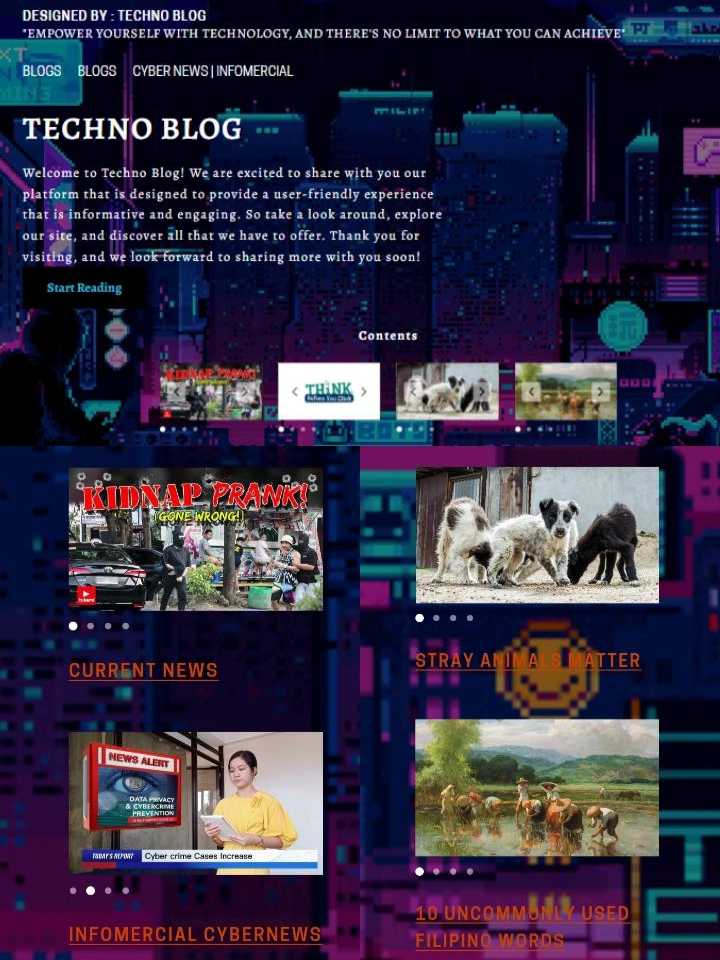 DESIGNED BY : TECHNO BLOG
"EMPOWER YOURSELF WITH TECHNOLOGY, AND THERE'S NO LIMIT TO WHAT YOU CAN ACHIEVE"
BLOGS BLOGS CYBER NEWS | INFOMERCIAL
TECHNO BLOG
Welcome to Techno Blog! We are excited to share with you our
platform that is designed to provide a user-friendly experience
that is informative and engaging. So take a look around, explore
our site, and discover all that we have to offer. Thank you for
visiting, and we look forward to sharing more with you soon!
Start Reading
Contents
KIDNAP PRANK!
THiNK
Before You Click
KIDNAP PRANK!
(GONE WRONG!)
CURRENT NEWS
STRAY ANIMALS MATTER
NEWS ALERT
DATA PRIVACY
& CYBERCRIME
PREVENTION
TODAY'S REPORT Cyber crime Cases Increase
INFOMERCIAL CYBERNEWS
10 UNCOMMONLY USED
FILIPINO WORDS